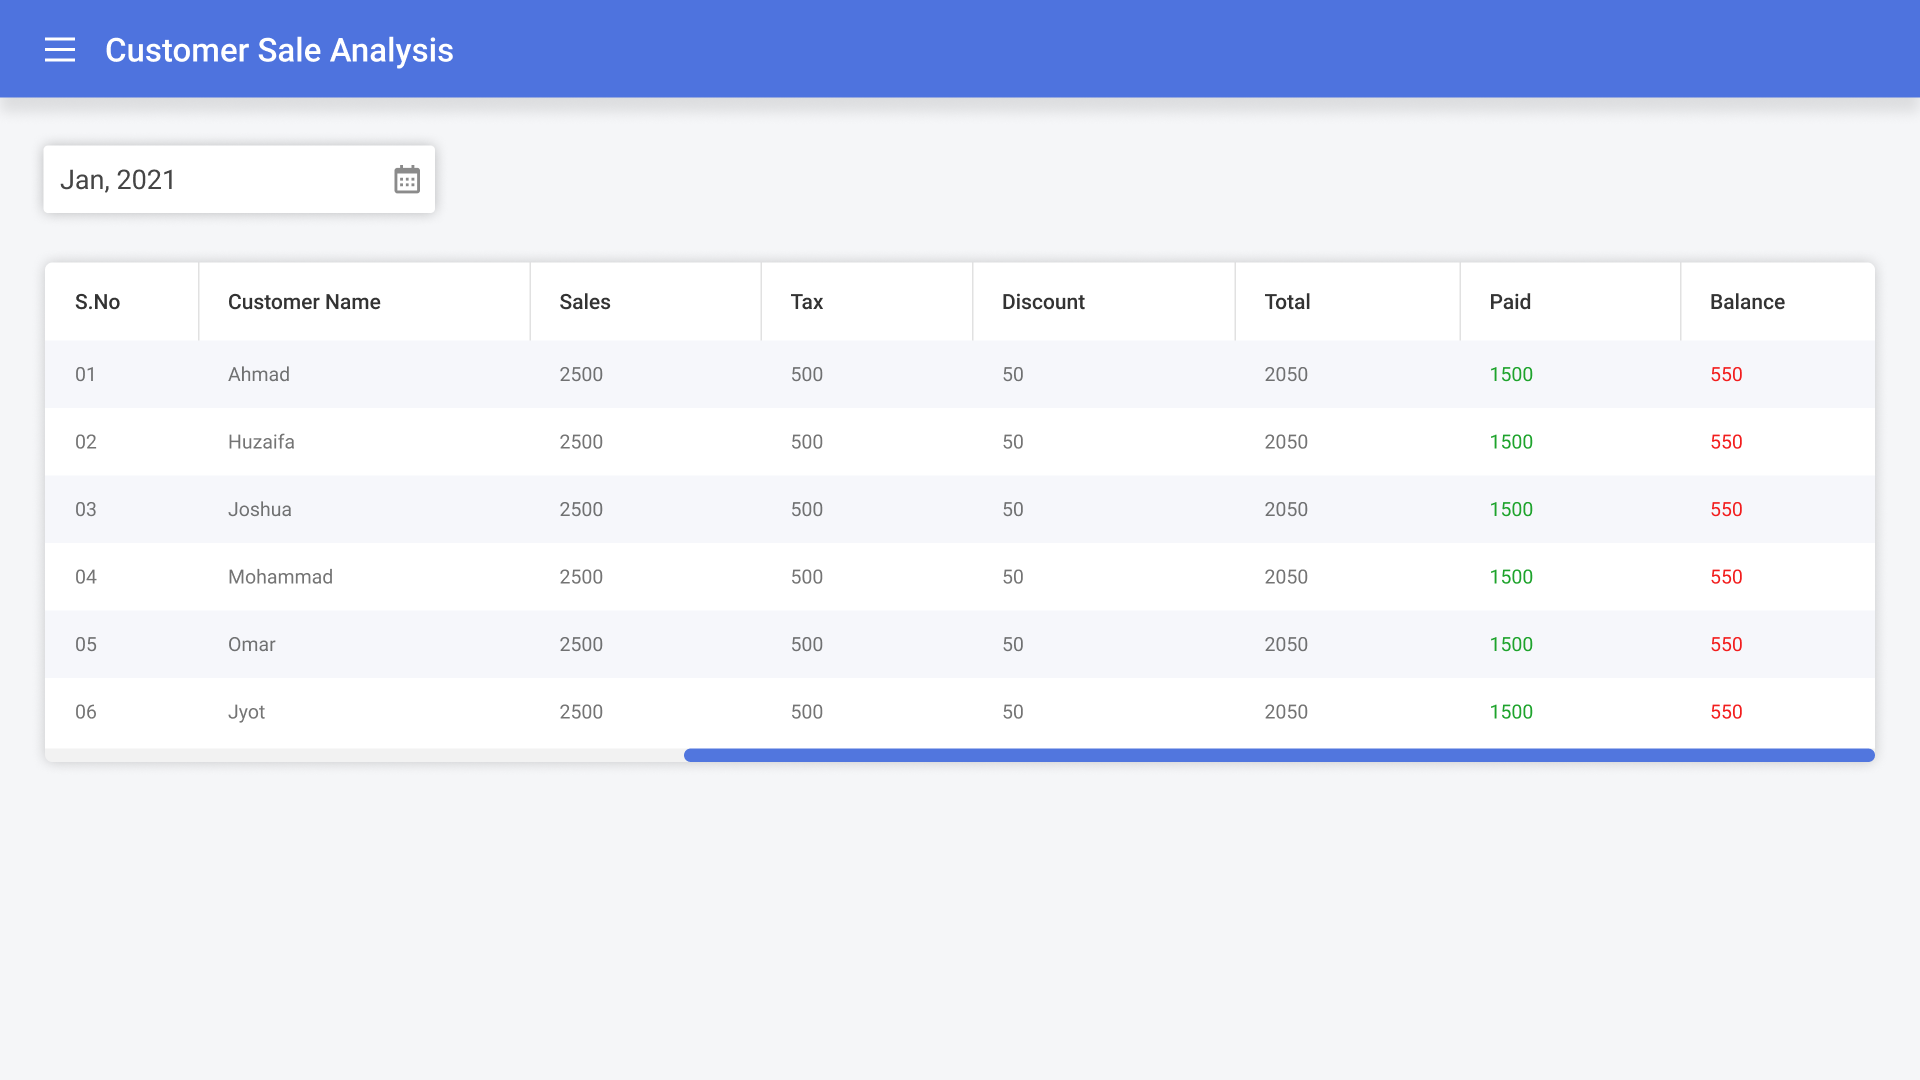 Customer Sale Analysis
Jan, 2021
S.No Customer Name Sales Tax Discount Total Paid Balance
01 Ahmad 2500 500 50 2050 1500 550
02 Huzaifa 2500 500 50 2050 1500 550
03 Joshua 2500 500 50 2050 1500 550
04 Mohammad 2500 500 50 2050 1500 550
05 Omar 2500 500 50 2050 1500 550
06 Jyot 2500 500 50 2050 1500 550